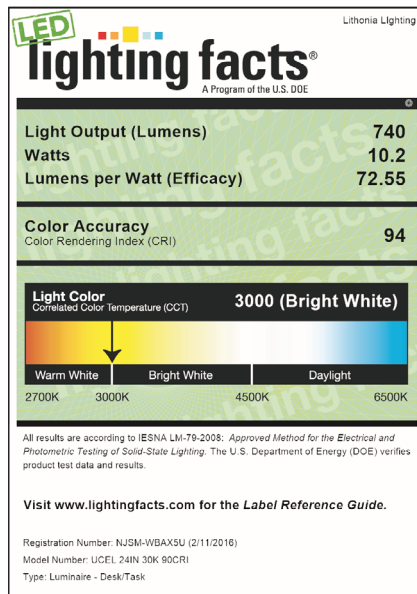 Lithonia LIghting
LED
lighting facts®
A Program of the U.S. DOE
Light Output (Lumens) 740
Watts 10.2
Lumens per Watt (Efficacy) 72.55
Color Accuracy
Color Rendering Index (CRI) 94
Light Color
Correlated Color Temperature (CCT) 3000 (Bright White)
Warm White Bright White Daylight
2700K 3000K 4500K 6500K
All results are according to IESNA LM-79-2008: Approved Method for the Electrical and
Photometric Testing of Solid-State Lighting. The U.S. Department of Energy (DOE) verifies
product test data and results.
Visit www.lightingfacts.com for the Label Reference Guide.
Registration Number: NJSM-WBAX5U (2/11/2016)
Model Number: UCEL 24IN 30K 90CRI
Type: Luminaire - Desk/Task